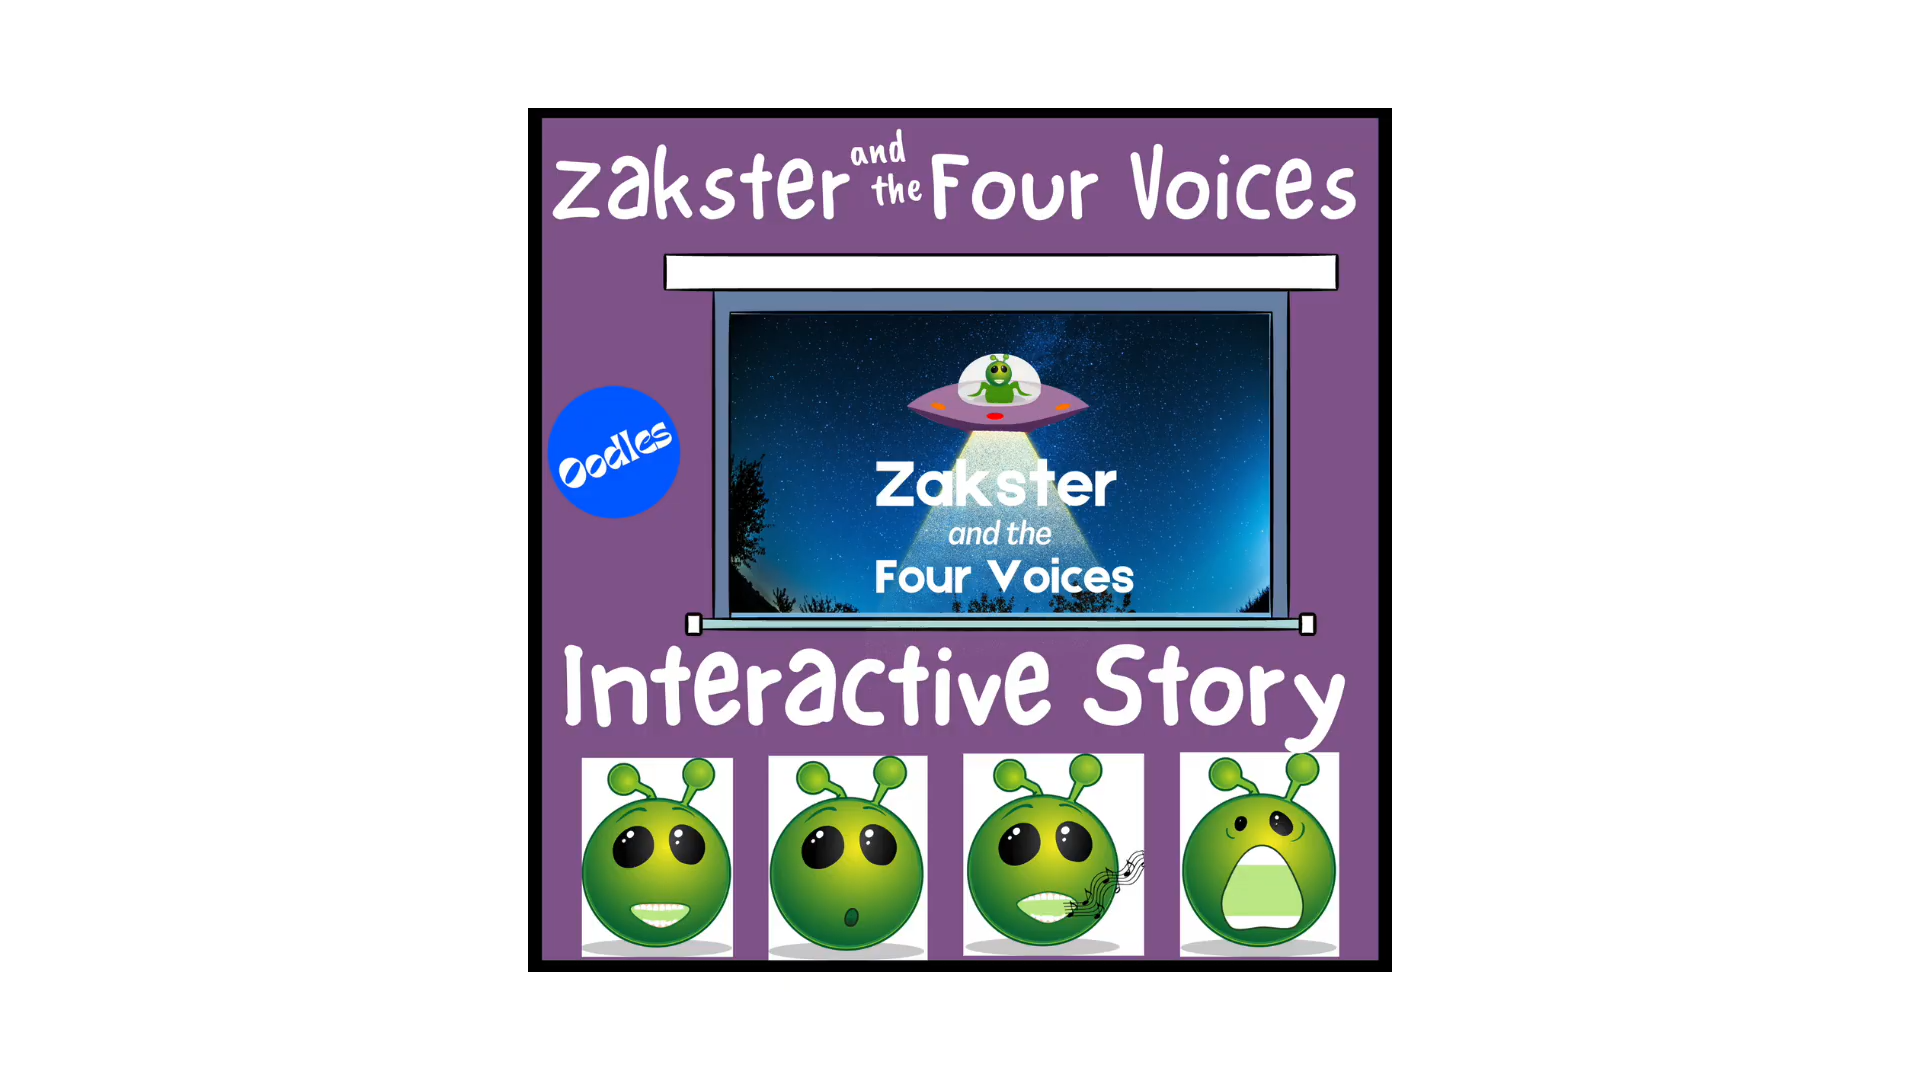 Zakster and the Four Voices
Oodles
Zakster
and the
Four Voices
Interactive Story